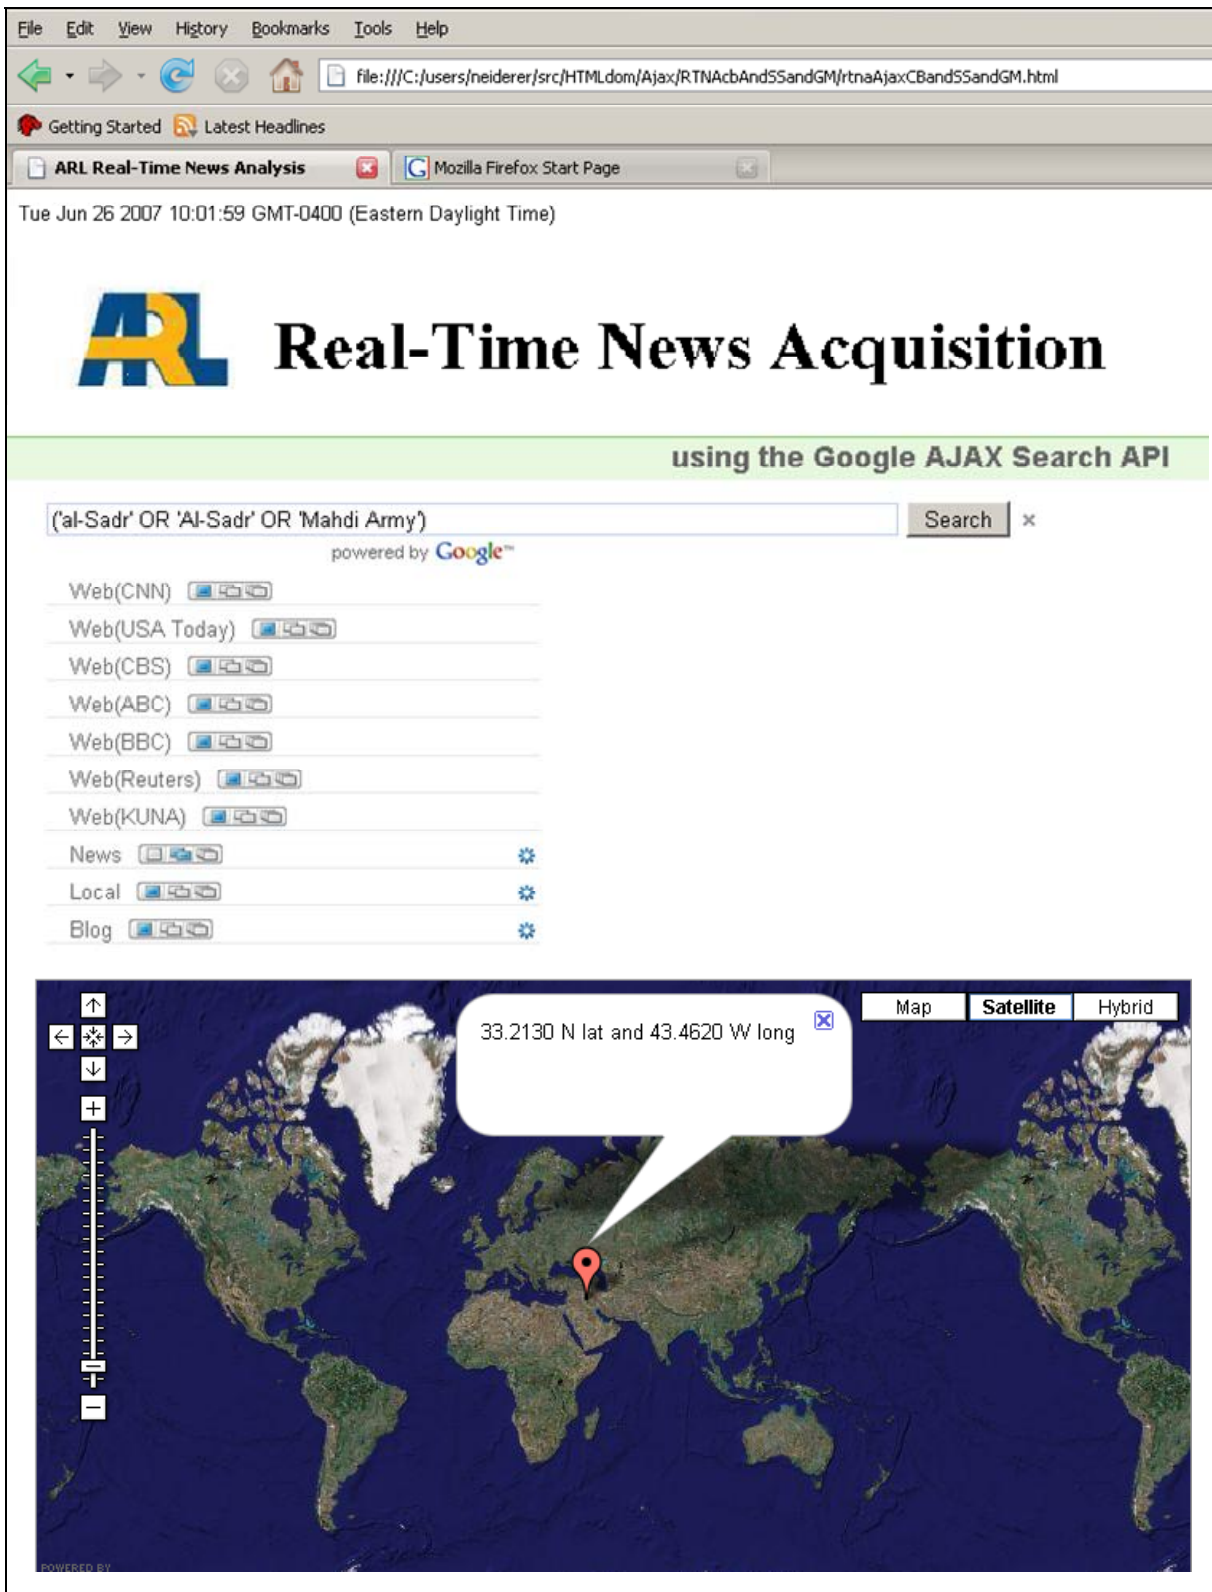 File Edit View History Bookmarks Tools Help
file:///C:/users/neiderer/src/HTMLdom/Ajax/RTNAcbAndSSandGM/rtnaAjaxCBandSSandGM.html
Getting Started Latest Headlines
ARL Real-Time News Analysis G Mozilla Firefox Start Page
Tue Jun 26 2007 10:01:59 GMT-0400 (Eastern Daylight Time)
ARL Real-Time News Acquisition
using the Google AJAX Search API
('al-Sadr' OR 'Al-Sadr' OR 'Mahdi Army') Search ×
powered by Google™
Web(CNN)
Web(USA Today)
Web(CBS)
Web(ABC)
Web(BBC)
Web(Reuters)
Web(KUNA)
News
Local
Blog
Map Satellite Hybrid
33.2130 N lat and 43.4620 W long
POWERED BY